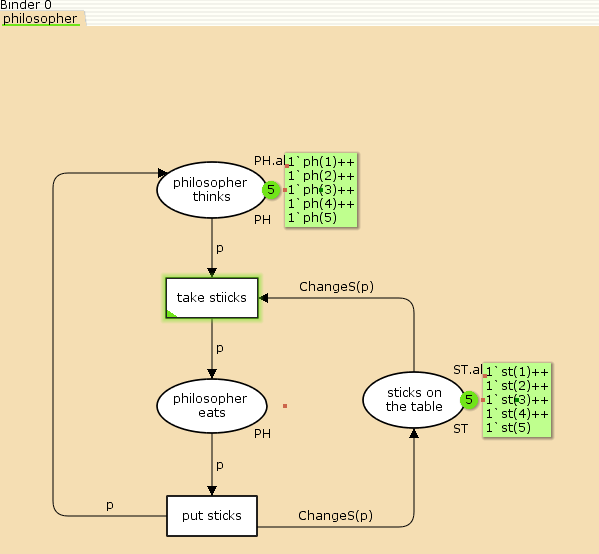 Binder 0
philosopher
PH.al
1`ph(1)++
1`ph(2)++
1`ph(3)++
1`ph(4)++
1`ph(5)
philosopher
thinks
5
PH
p
take stiicks
ChangeS(p)
p
ST.al
1`st(1)++
1`st(2)++
1`st(3)++
1`st(4)++
1`st(5)
philosopher
eats
sticks on
the table
5
PH
ST
p
p
put sticks
ChangeS(p)